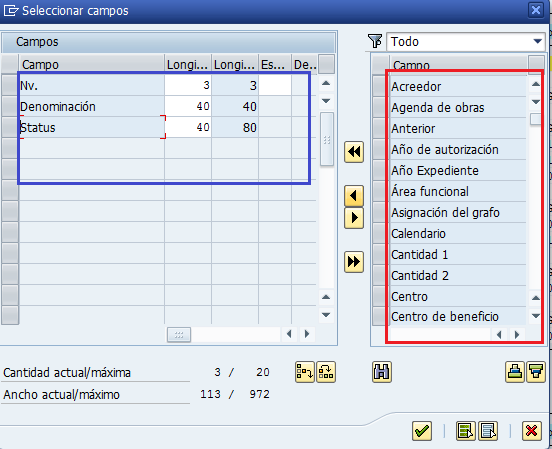 Seleccionar campos
Campos
Campo Longi... Longi... Es... De...
Nv. 3 3
Denominación 40 40
Status 40 80
Todo
Campo
Acreedor
Agenda de obras
Anterior
Año de autorización
Año Expediente
Área funcional
Asignación del grafo
Calendario
Cantidad 1
Cantidad 2
Centro
Centro de beneficio
Cantidad actual/máxima 3 / 20
Ancho actual/máximo 113 / 972